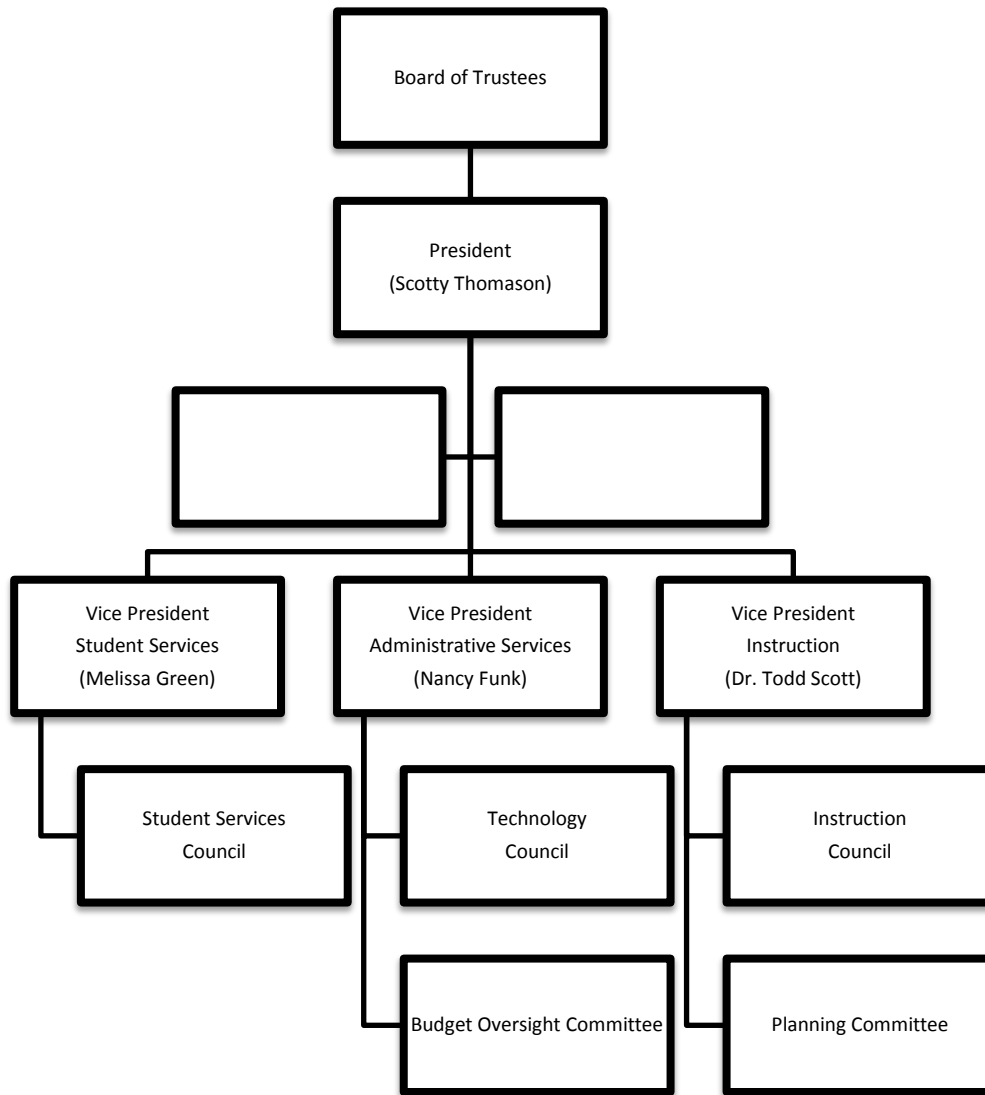 Board of Trustees
President
(Scotty Thomason)
Vice President
Student Services
(Melissa Green)
Vice President
Administrative Services
(Nancy Funk)
Vice President
Instruction
(Dr. Todd Scott)
Student Services
Council
Technology
Council
Instruction
Council
Budget Oversight Committee
Planning Committee